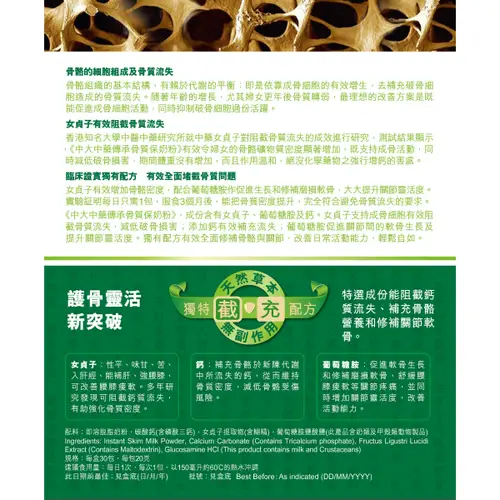 骨骼的細胞組成及骨質流失
骨骼組織的基本結構，有賴於代謝的平衡；即是依靠成骨細胞的有效增生，去補充破骨細
胞造成的骨質流失。隨著年齡的增長，尤其婦女更年後骨質轉弱，最理想的改善方案是既
能促進成骨細胞活動，同時抑制破骨細胞過份活躍。
女貞子有效阻截骨質流失
香港知名大學中醫中藥研究所就中藥女貞子對阻截骨質流失的成效進行研究，測試結果顯示
，《中大中藥傳承骨質保奶粉》有效令婦女的骨骼礦物質密度顯著增加，既支持成骨活動，同
時減低破骨損害，期間體重沒有增加，而且作用溫和，絕沒化學藥物之強行增鈣的害處。
臨床證實獨有配方　有效全面堵截骨質問題
女貞子有效增加骨骼密度，配合葡萄糖胺作促進生長和修補磨損軟骨，大大提升關節靈活度。
實驗証明每日只需1包，服食3個月後，能把骨質密度提升，完全符合避免骨質流失的要求。
《中大中藥傳承骨質保奶粉》，成份含有女貞子、葡萄糖胺及鈣。女貞子支持成骨細胞有效阻
截骨質流失，減低破骨損害；添加鈣有效補充流失；葡萄糖胺促進關節間的軟骨生長及
提升關節靈活度。獨有配方有效全面修補骨骼與關節，改善日常活動能力，輕鬆自如。
護骨靈活
新突破
天然草本
獨特 截 充 配方
無副作用
特選成份能阻截鈣
質流失、補充骨骼
營養和修補關節軟
骨。
女貞子：性平、味甘、苦、
入肝經、能補肝、強腰膝，
可改善腰膝痠軟。多年研
究發現可阻截鈣質流失，
有助強化骨質密度。
鈣：補充骨骼於新陳代謝
中所流失的鈣，從而維持
骨質密度，減低骨骼受傷
風險。
葡萄糖胺：促進軟骨生長
和修補磨損軟骨、舒緩腰
膝痠軟等關節疼痛，並同
時增加關節靈活度，改善
活動能力。
配料：即溶脫脂奶粉，碳酸鈣(含磷酸三鈣)，女貞子提取物(含糊精)，葡萄糖胺鹽酸鹽(此產品含奶類及甲殼類動物製品)
Ingredients: Instant Skim Milk Powder, Calcium Carbonate (Contains Tricalcium phosphate), Fructus Ligustri Lucidi
Extract (Contains Maltodextrin), Glucosamine HCl (This product contains milk and Crustaceans)
規格：每盒30包，每包20克
建議食用量：每日1次，每次1包，以150毫升約60℃的熱水沖調
此日期前最佳：見盒底(日/月/年)　批號：見盒底 Best Before: As indicated (DD/MM/YYYY)